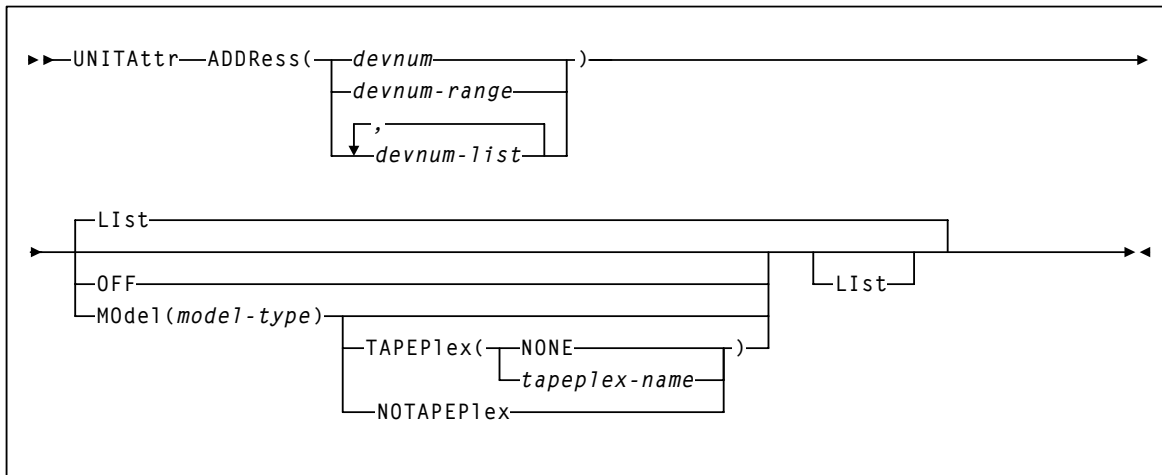 UNITAttr ADDRess( devnum )
devnum-range
,
devnum-list
LIst
OFF
LIst
MOdel(model-type)
TAPEPlex( NONE )
tapeplex-name
NOTAPEPlex